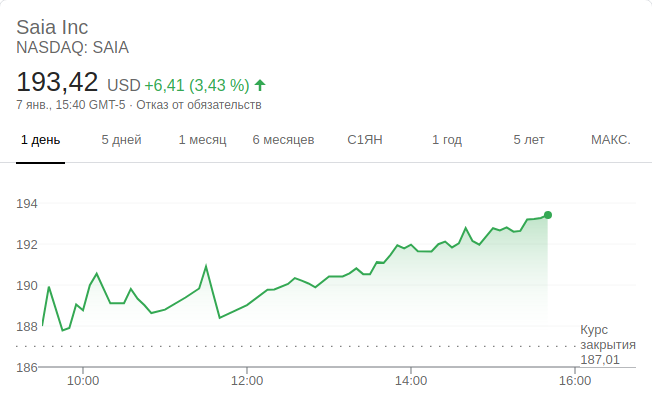 Saia Inc
NASDAQ: SAIA
193,42 USD +6,41 (3,43 %)
7 янв., 15:40 GMT-5 · Отказ от обязательств
1 день 5 дней 1 месяц 6 месяцев С1ЯН 1 год 5 лет МАКС.
194
192
190
188
186
Курс
закрытия
187,01
10:00 12:00 14:00 16:00